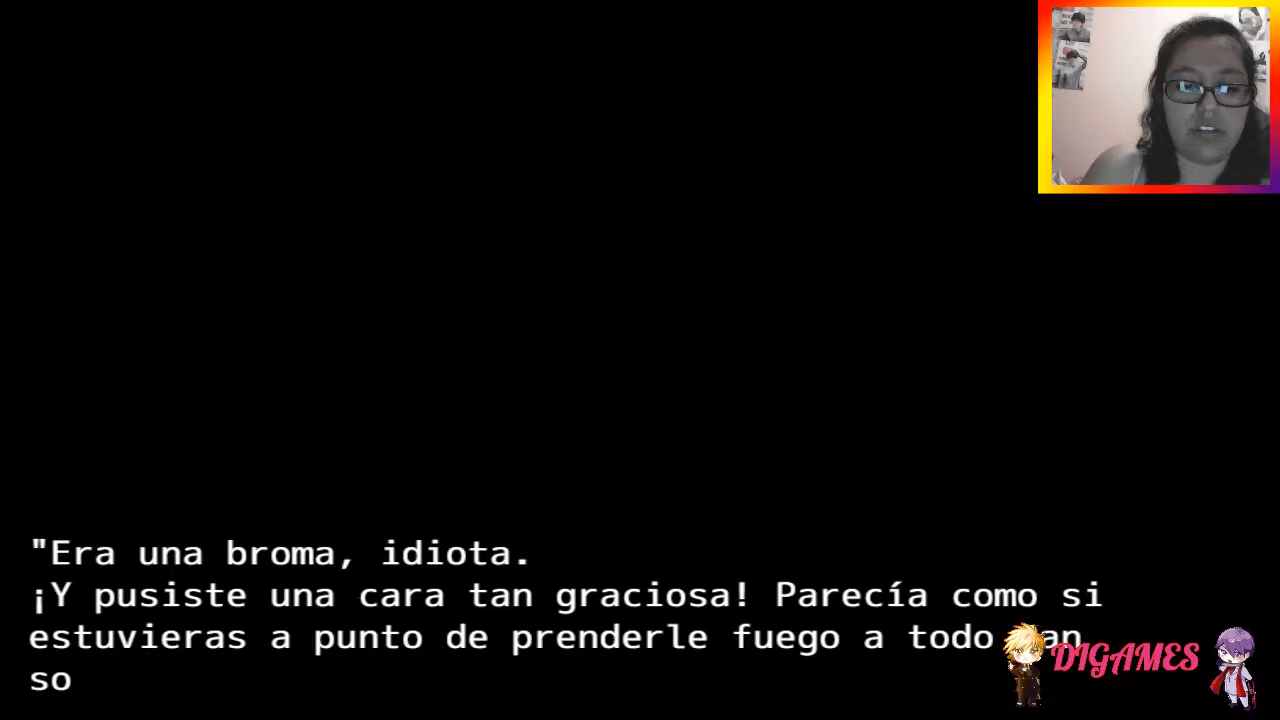 "Era una broma, idiota.
¡Y pusiste una cara tan graciosa! Parecía como si
estuvieras a punto de prenderle fuego a todo
so
DIGAMES